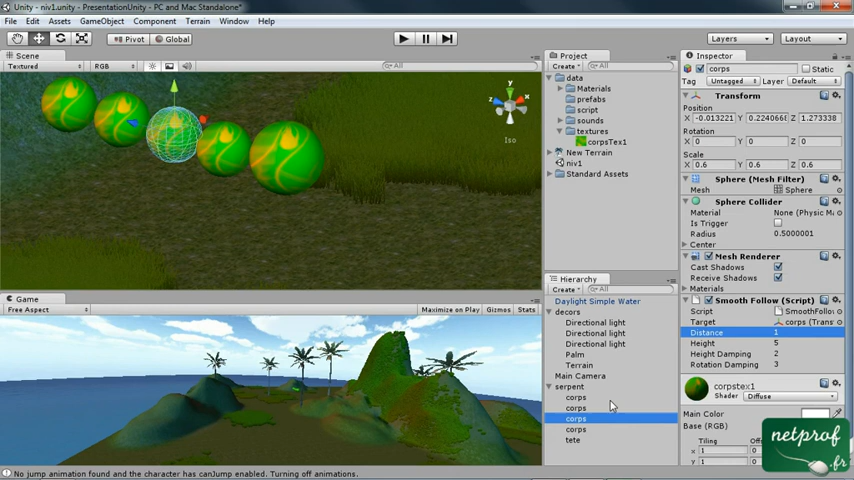 Unity - niv1.unity - PresentationUnity - PC and Mac Standalone*
File Edit Assets GameObject Component Terrain Window Help
Pivot Global Layers Layout
Scene
Textured RGB All
y
x
z
Iso
Game
Free Aspect Maximize on Play Gizmos Stats
Project
Create All
data
Materials
prefabs
script
sounds
textures
corpsTex1
New Terrain
niv1
Standard Assets
Hierarchy
Create All
Daylight Simple Water
decors
Directional light
Directional light
Directional light
Palm
Terrain
Main Camera
serpent
corps
corps
corps
corps
tete
Inspector
corps Static
Tag Untagged Layer Default
Transform
Position
X -0.013221 Y 0.2240668 Z 1.273338
Rotation
X 0 Y 0 Z 0
Scale
X 0.6 Y 0.6 Z 0.6
Sphere (Mesh Filter)
Mesh Sphere
Sphere Collider
Material None (Physic Ma
Is Trigger
Radius 0.5000001
Center
Mesh Renderer
Cast Shadows
Receive Shadows
Materials
Smooth Follow (Script)
Script SmoothFollow
Target corps (Trans
Distance 1
Height 5
Height Damping 2
Rotation Damping 3
corpstex1
Shader Diffuse
Main Color
Base (RGB)
Tiling
x 1
y 1
netprof
.fr
No jump animation found and the character has canJump enabled. Turning off animations.